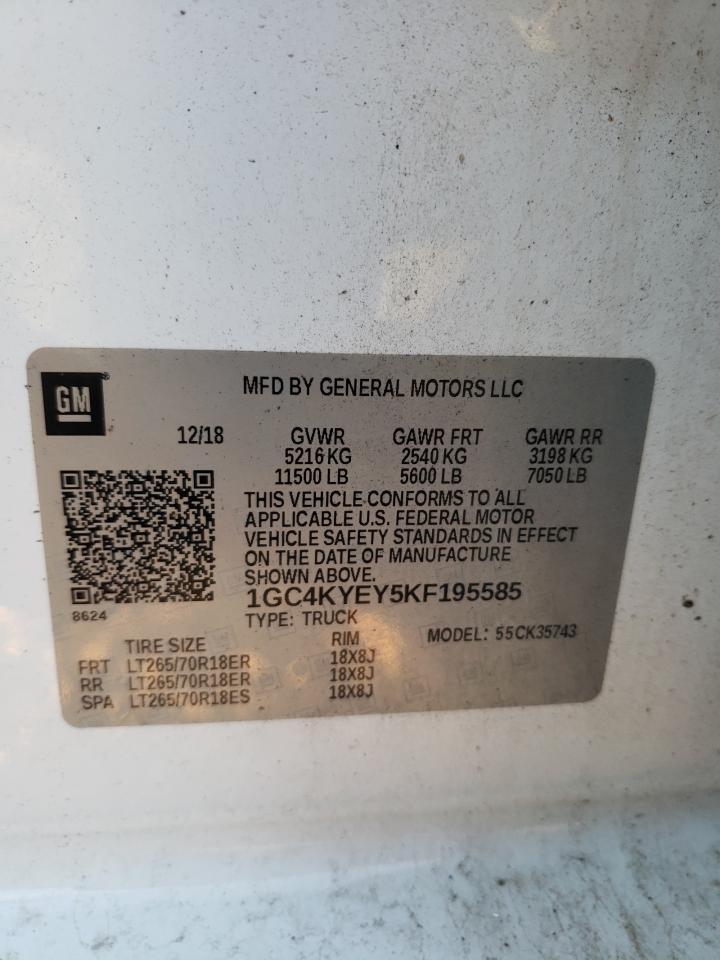 GM
MFD BY GENERAL MOTORS LLC
12/18 GVWR GAWR FRT GAWR RR
5216 KG 2540 KG 3198 KG
11500 LB 5600 LB 7050 LB
THIS VEHICLE CONFORMS TO ALL
APPLICABLE U.S. FEDERAL MOTOR
VEHICLE SAFETY STANDARDS IN EFFECT
ON THE DATE OF MANUFACTURE
SHOWN ABOVE.
8624
1GC4KYEY5KF195585
TYPE: TRUCK
TIRE SIZE RIM MODEL: 55CK35743
FRT LT265/70R18ER 18X8J
RR LT265/70R18ER 18X8J
SPA LT265/70R18ES 18X8J